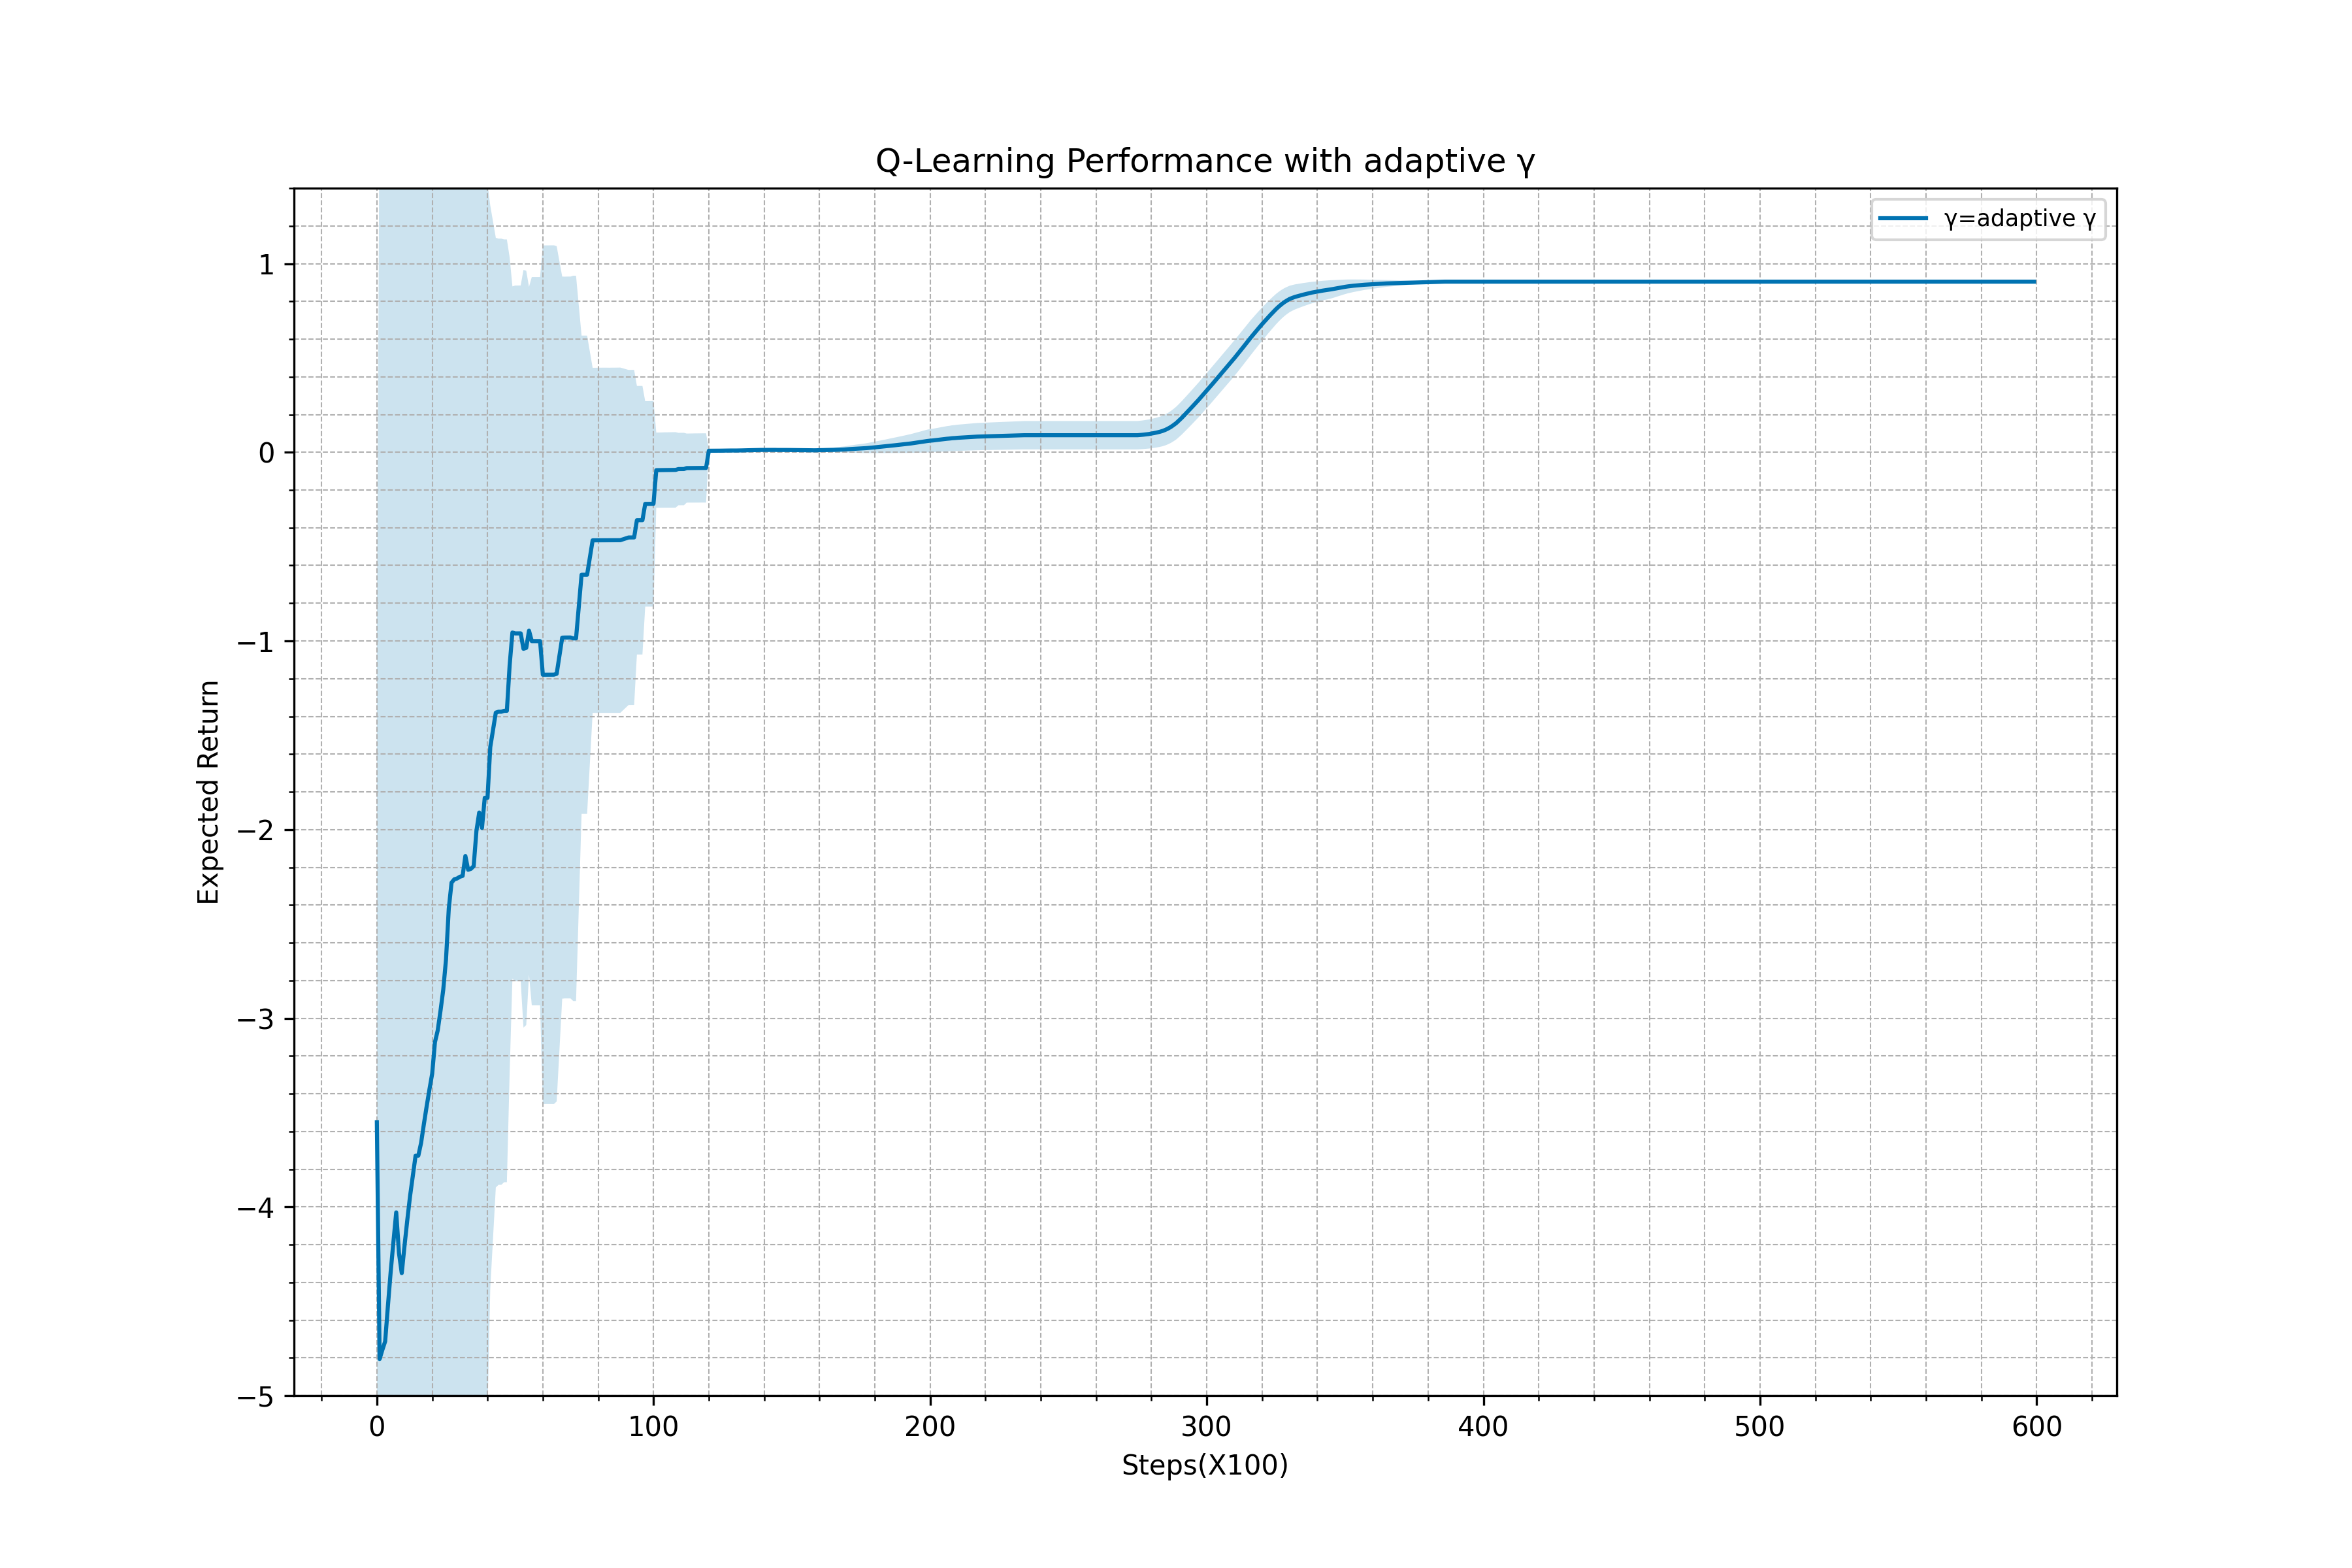 Q-Learning Performance with adaptive γ
γ=adaptive γ
1
0
−1
−2
−3
−4
−5
Expected Return
0 100 200 300 400 500 600
Steps(X100)